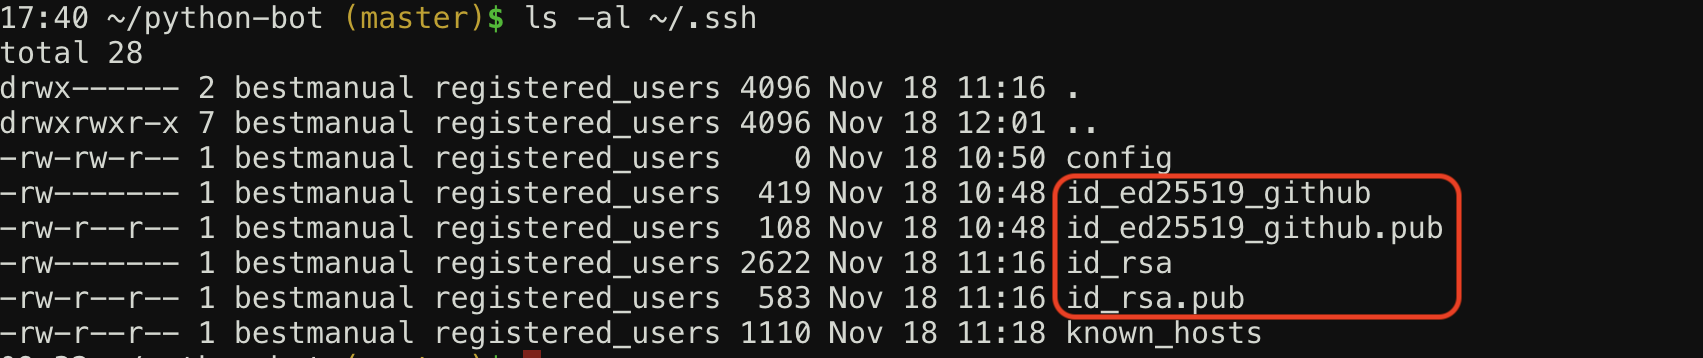 17:40 ~/python-bot (master)$ ls -al ~/.ssh
total 28
drwx------ 2 bestmanual registered_users 4096 Nov 18 11:16 .
drwxrwxr-x 7 bestmanual registered_users 4096 Nov 18 12:01 ..
-rw-rw-r-- 1 bestmanual registered_users    0 Nov 18 10:50 config
-rw------- 1 bestmanual registered_users  419 Nov 18 10:48 id_ed25519_github
-rw-r--r-- 1 bestmanual registered_users  108 Nov 18 10:48 id_ed25519_github.pub
-rw------- 1 bestmanual registered_users 2622 Nov 18 11:16 id_rsa
-rw-r--r-- 1 bestmanual registered_users  583 Nov 18 11:16 id_rsa.pub
-rw-r--r-- 1 bestmanual registered_users 1110 Nov 18 11:18 known_hosts